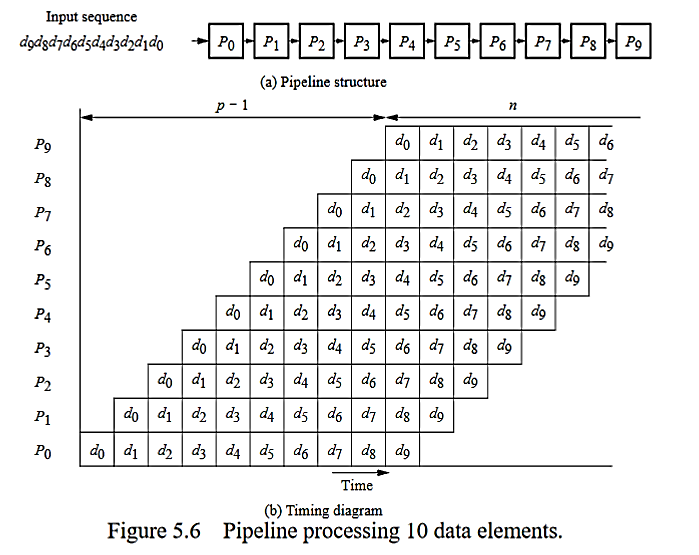 Input sequence
d9d8d7d6d5d4d3d2d1d0 P0 P1 P2 P3 P4 P5 P6 P7 P8 P9
(a) Pipeline structure
p − 1 n
P9 d0 d1 d2 d3 d4 d5 d6
P8 d0 d1 d2 d3 d4 d5 d6 d7
P7 d0 d1 d2 d3 d4 d5 d6 d7 d8
P6 d0 d1 d2 d3 d4 d5 d6 d7 d8 d9
P5 d0 d1 d2 d3 d4 d5 d6 d7 d8 d9
P4 d0 d1 d2 d3 d4 d5 d6 d7 d8 d9
P3 d0 d1 d2 d3 d4 d5 d6 d7 d8 d9
P2 d0 d1 d2 d3 d4 d5 d6 d7 d8 d9
P1 d0 d1 d2 d3 d4 d5 d6 d7 d8 d9
P0 d0 d1 d2 d3 d4 d5 d6 d7 d8 d9
Time
(b) Timing diagram
Figure 5.6 Pipeline processing 10 data elements.